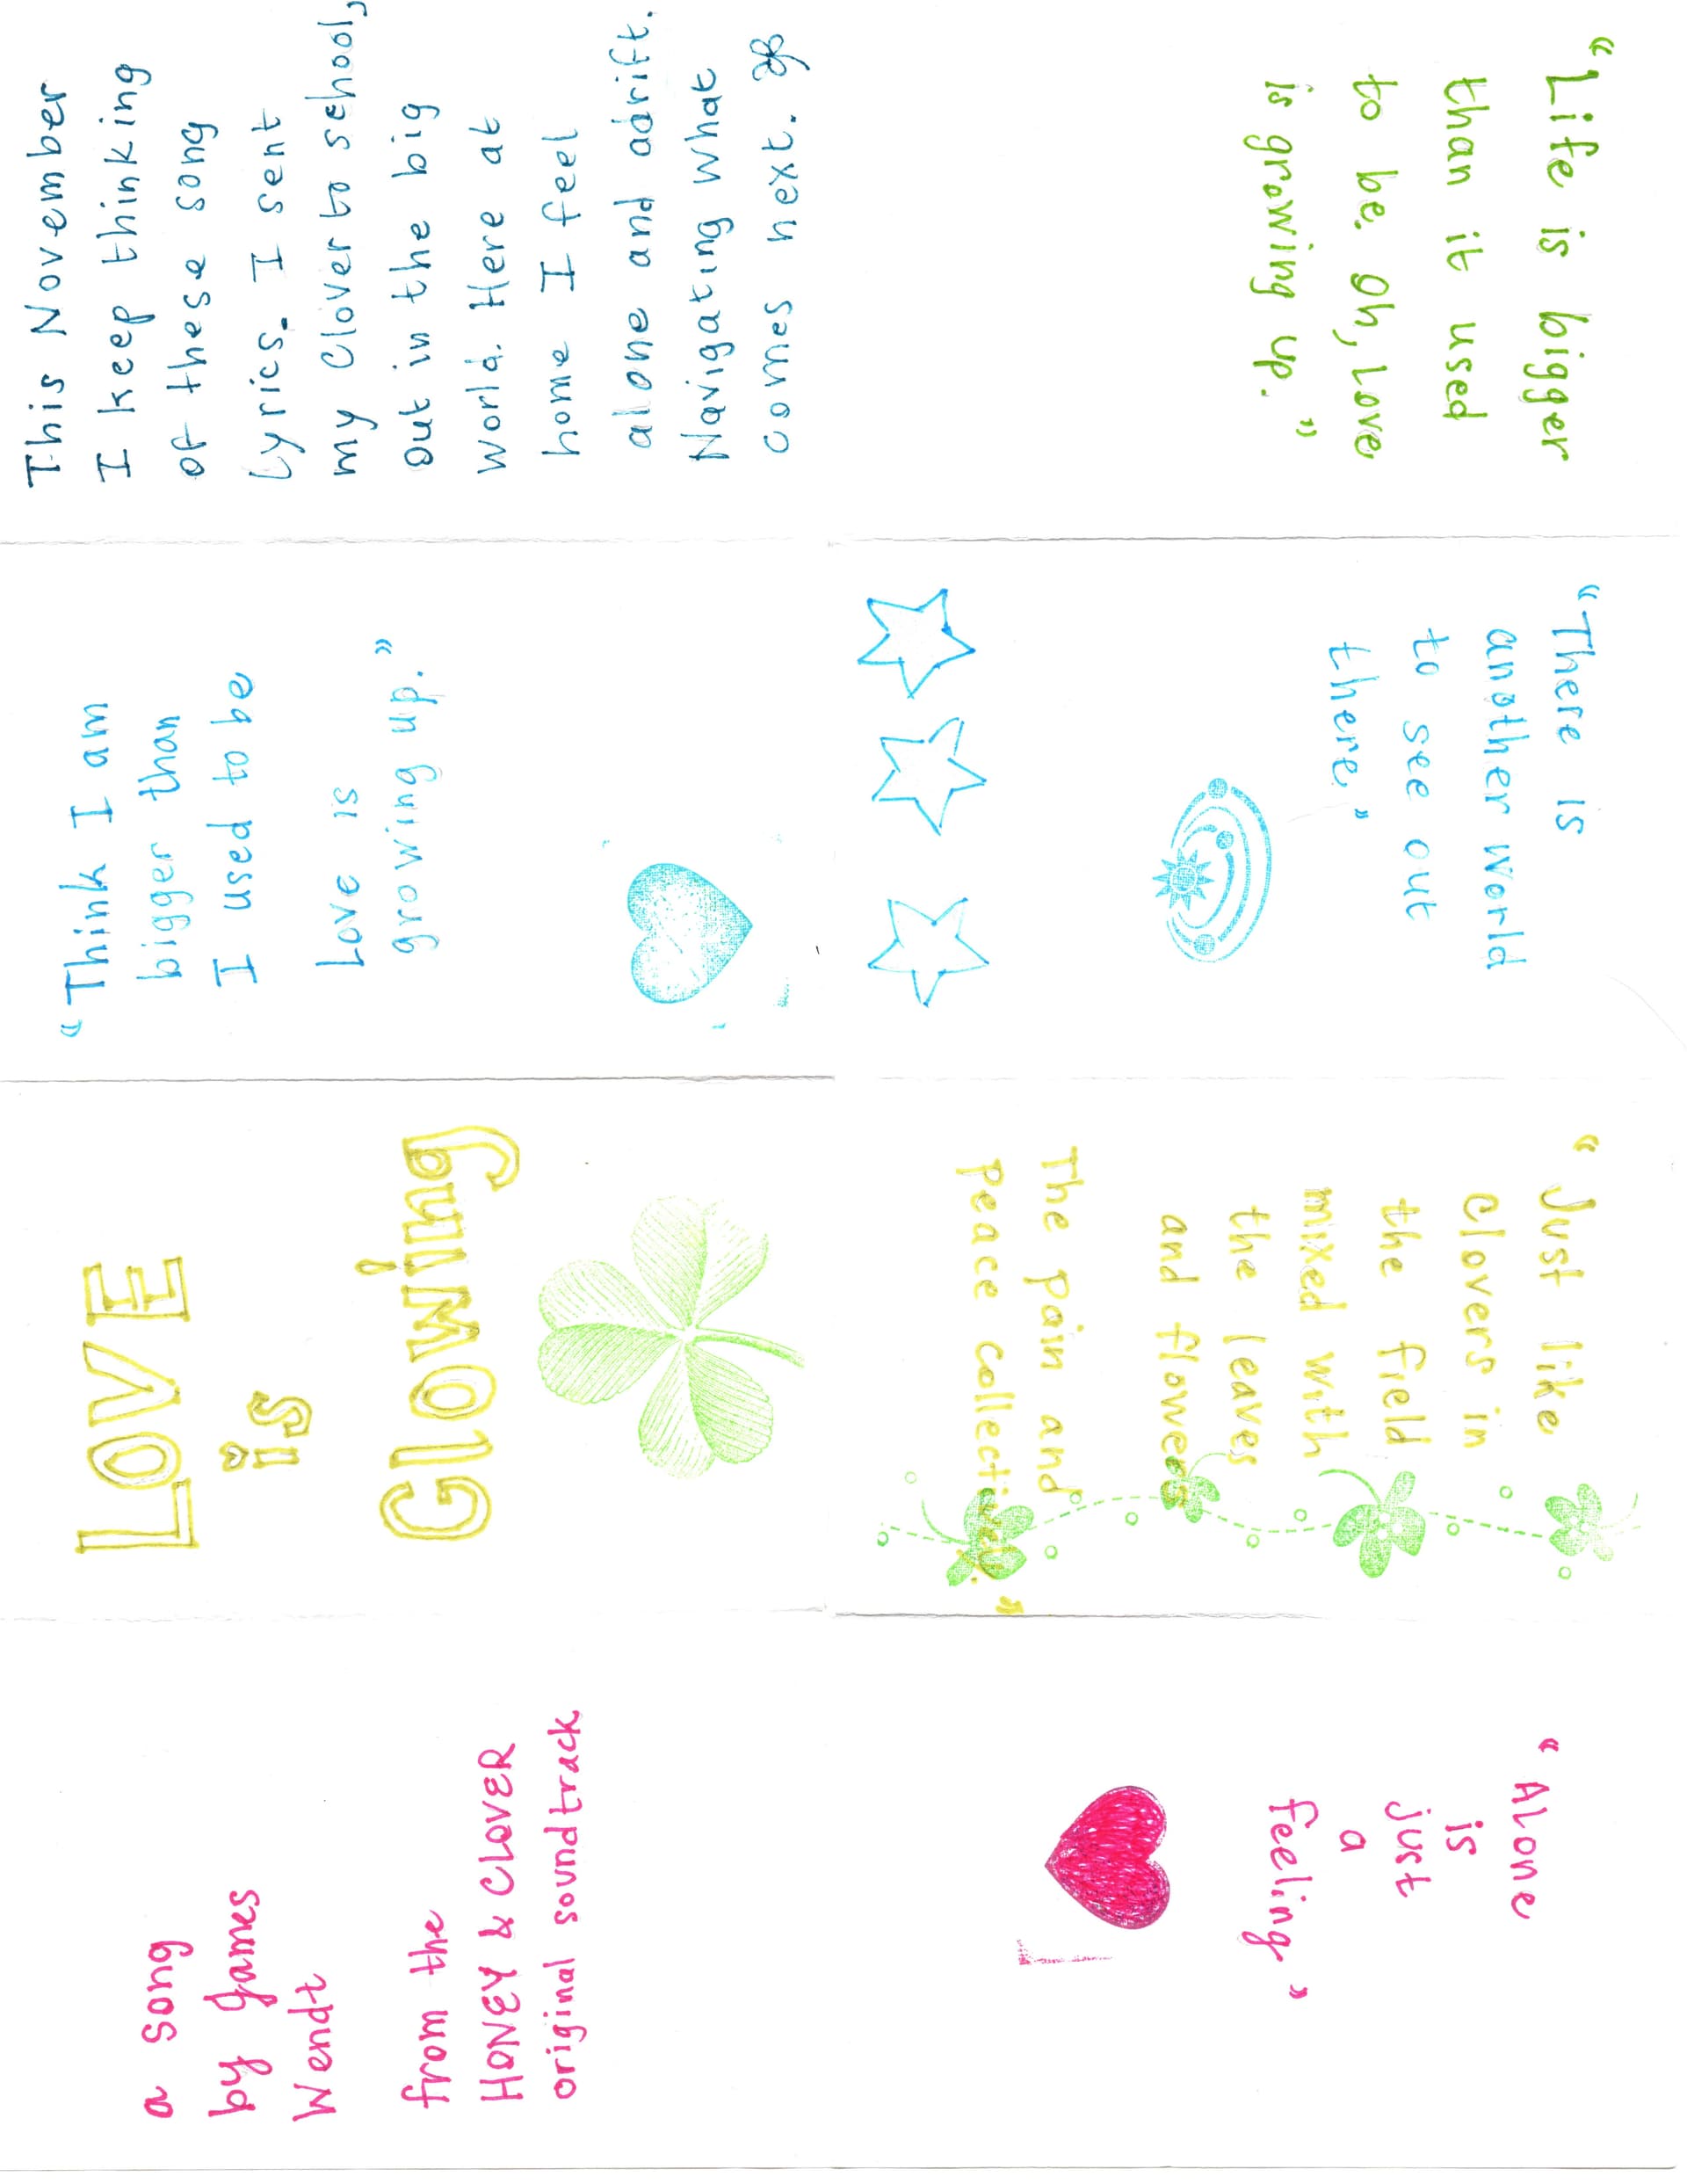 LOVE
is
Glowing
"Think I am
bigger than
I used to be
Love is
growing up."
This November
I keep thinking
of these song
Lyrics. I sent
my Clover to school,
out in the big
world. Here at
home I feel
alone and adrift.
Navigating what
comes next.
"Life is bigger
than it used
to be. Oh, Love
is growing up."
"There is
another world
to see out
there."
"Just like
clovers in
the field
mixed with
the leaves
and flowers
The pain and
peace collectively."
"Alone
is
just
a
feeling"
a song
by James
Wendt
from the
HONEY & CLOVER
original soundtrack